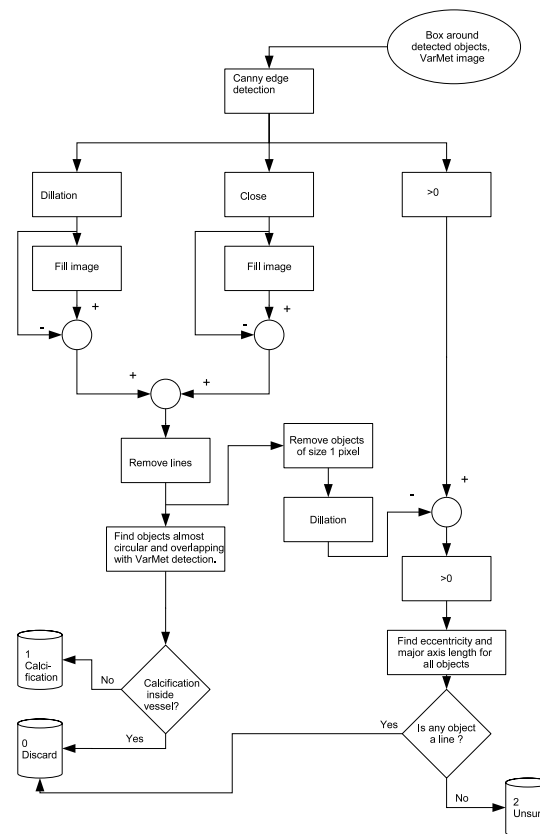 Box around
detected objects,
VarMet image
Canny edge
detection
Dillation
Close
>0
Fill image
Fill image
+
+
-
-
+
+
Remove lines
Remove objects
of size 1 pixel
Dillation
+
-
Find objects almost
circular and overlapping
with VarMet detection.
>0
Find eccentricity and
major axis length for
all objects
1
Calci-
fication
No
Calcification
inside
vessel?
Yes
0
Discard
Yes
Is any object
a line ?
No
2
Unsur